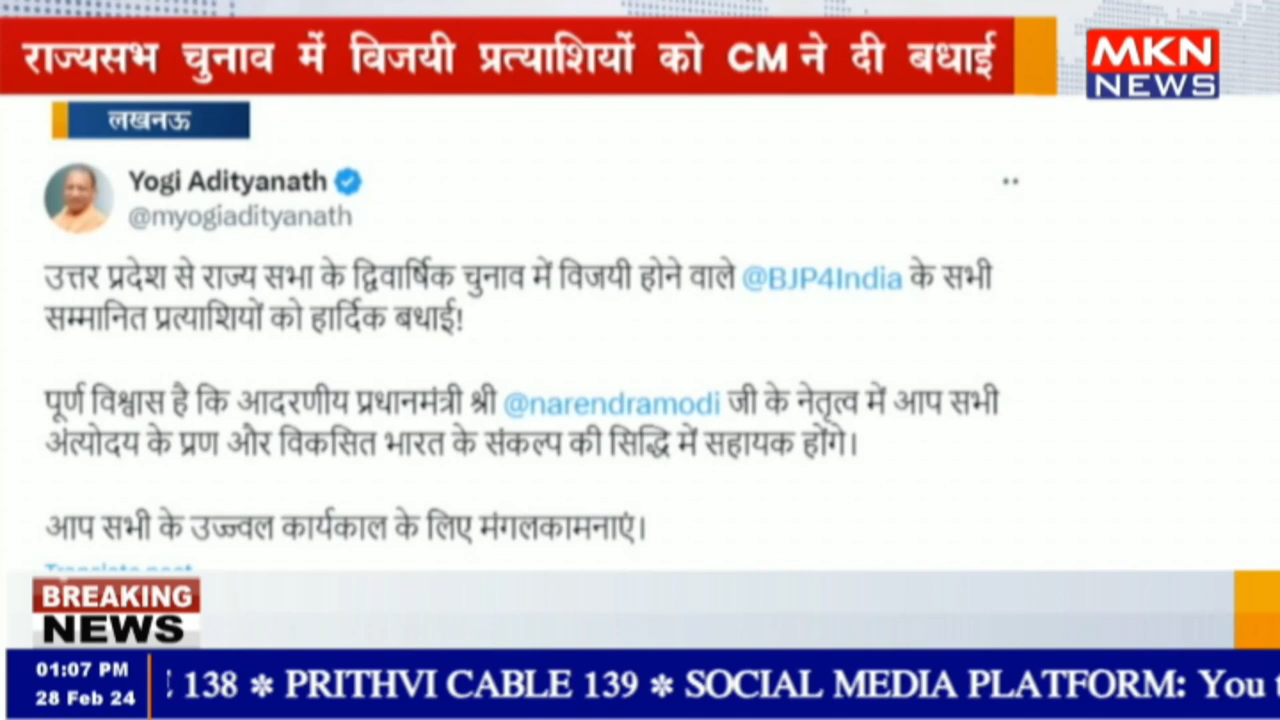 राज्यसभ चुनाव में विजयी प्रत्याशियों को CM ने दी बधाई
MKN
NEWS
लखनऊ
Yogi Adityanath
@myogiadityanath
उत्तर प्रदेश से राज्य सभा के द्विवार्षिक चुनाव में विजयी होने वाले @BJP4India के सभी
सम्मानित प्रत्याशियों को हार्दिक बधाई!
पूर्ण विश्वास है कि आदरणीय प्रधानमंत्री श्री @narendramodi जी के नेतृत्व में आप सभी
अंत्योदय के प्रण और विकसित भारत के संकल्प की सिद्धि में सहायक होंगे।
आप सभी के उज्ज्वल कार्यकाल के लिए मंगलकामनाएं।
BREAKING
NEWS
01:07 PM
28 Feb 24
138 * PRITHVI CABLE 139 * SOCIAL MEDIA PLATFORM: You